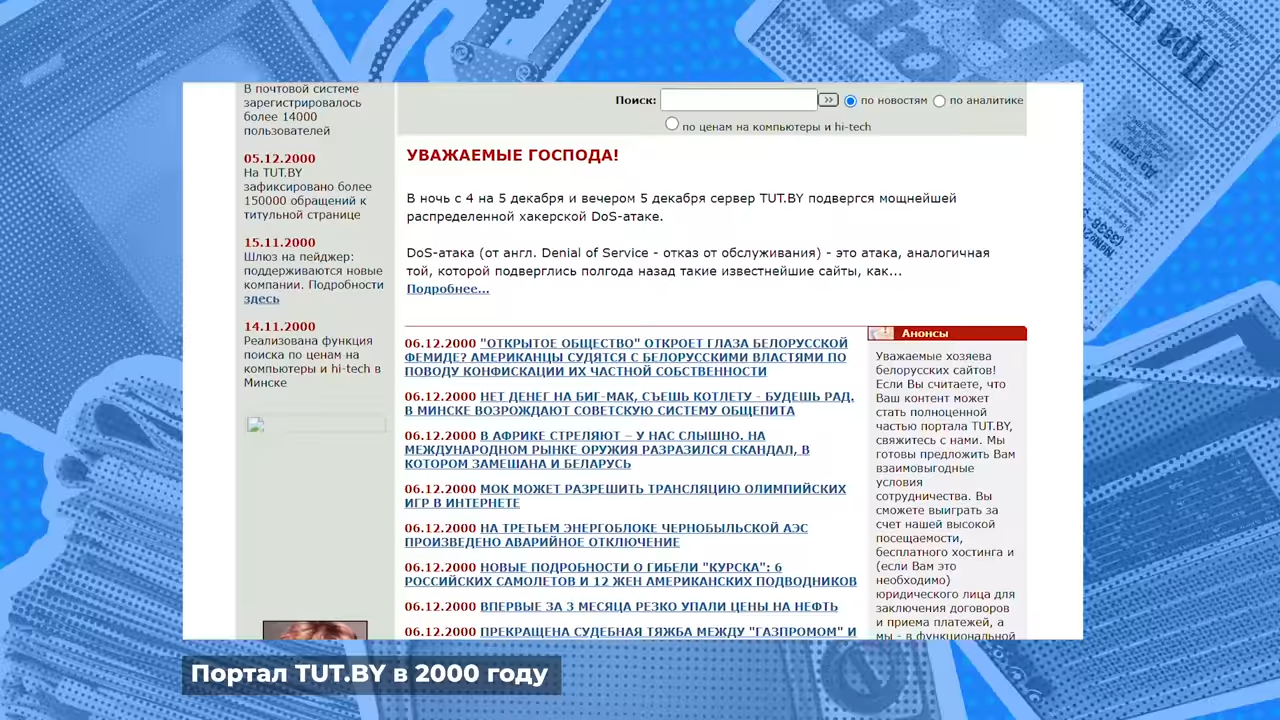 В почтовой системе
зарегистрировалось
более 14000
пользователей
05.12.2000
На TUT.BY
зафиксировано более
150000 обращений к
титульной странице
15.11.2000
Шлюз на пейджер:
поддерживаются новые
компании. Подробности
здесь
14.11.2000
Реализована функция
поиска по ценам на
компьютеры и hi-tech в
Минске
Поиск: >> по новостям по аналитике
по ценам на компьютеры и hi-tech
УВАЖАЕМЫЕ ГОСПОДА!
В ночь с 4 на 5 декабря и вечером 5 декабря сервер TUT.BY подвергся мощнейшей
распределенной хакерской DoS-атаке.
DoS-атака (от англ. Denial of Service - отказ от обслуживания) - это атака, аналогичная
той, которой подверглись полгода назад такие известнейшие сайты, как...
Подробнее...
06.12.2000 "ОТКРЫТОЕ ОБЩЕСТВО" ОТКРОЕТ ГЛАЗА БЕЛОРУССКОЙ
ФЕМИДЕ? АМЕРИКАНЦЫ СУДЯТСЯ С БЕЛОРУССКИМИ ВЛАСТЯМИ ПО
ПОВОДУ КОНФИСКАЦИИ ИХ ЧАСТНОЙ СОБСТВЕННОСТИ
06.12.2000 НЕТ ДЕНЕГ НА БИГ-МАК, СЪЕШЬ КОТЛЕТУ - БУДЕШЬ РАД.
В МИНСКЕ ВОЗРОЖДАЮТ СОВЕТСКУЮ СИСТЕМУ ОБЩЕПИТА
06.12.2000 В АФРИКЕ СТРЕЛЯЮТ – У НАС СЛЫШНО. НА
МЕЖДУНАРОДНОМ РЫНКЕ ОРУЖИЯ РАЗРАЗИЛСЯ СКАНДАЛ, В
КОТОРОМ ЗАМЕШАНА И БЕЛАРУСЬ
06.12.2000 МОК МОЖЕТ РАЗРЕШИТЬ ТРАНСЛЯЦИЮ ОЛИМПИЙСКИХ
ИГР В ИНТЕРНЕТЕ
06.12.2000 НА ТРЕТЬЕМ ЭНЕРГОБЛОКЕ ЧЕРНОБЫЛЬСКОЙ АЭС
ПРОИЗВЕДЕНО АВАРИЙНОЕ ОТКЛЮЧЕНИЕ
06.12.2000 НОВЫЕ ПОДРОБНОСТИ О ГИБЕЛИ "КУРСКА": 6
РОССИЙСКИХ САМОЛЕТОВ И 12 ЖЕН АМЕРИКАНСКИХ ПОДВОДНИКОВ
06.12.2000 ВПЕРВЫЕ ЗА 3 МЕСЯЦА РЕЗКО УПАЛИ ЦЕНЫ НА НЕФТЬ
06.12.2000 ПРЕКРАЩЕНА СУДЕБНАЯ ТЯЖБА МЕЖДУ "ГАЗПРОМОМ" И
Анонсы
Уважаемые хозяева
белорусских сайтов!
Если Вы считаете, что
Ваш контент может
стать полноценной
частью портала TUT.BY,
свяжитесь с нами. Мы
готовы предложить Вам
взаимовыгодные
условия
сотрудничества. Вы
сможете выиграть за
счет нашей высокой
посещаемости,
бесплатного хостинга и
(если Вам это
необходимо)
юридического лица для
заключения договоров
и приема платежей, а
мы - в функциональной
Портал TUT.BY в 2000 году